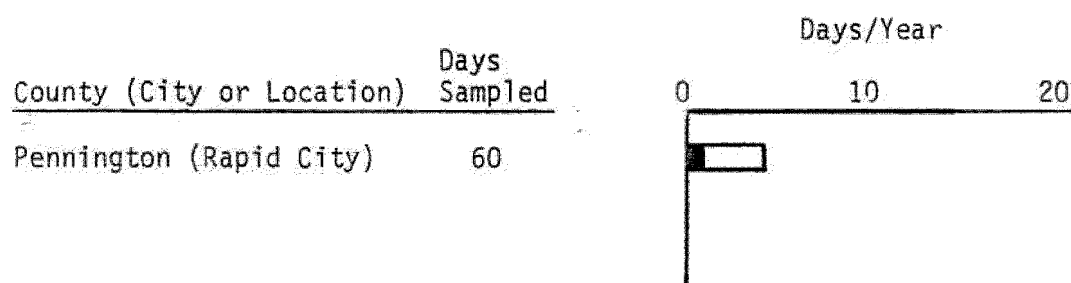 Days/Year
Days
County (City or Location) Sampled 0 10 20
Pennington (Rapid City) 60